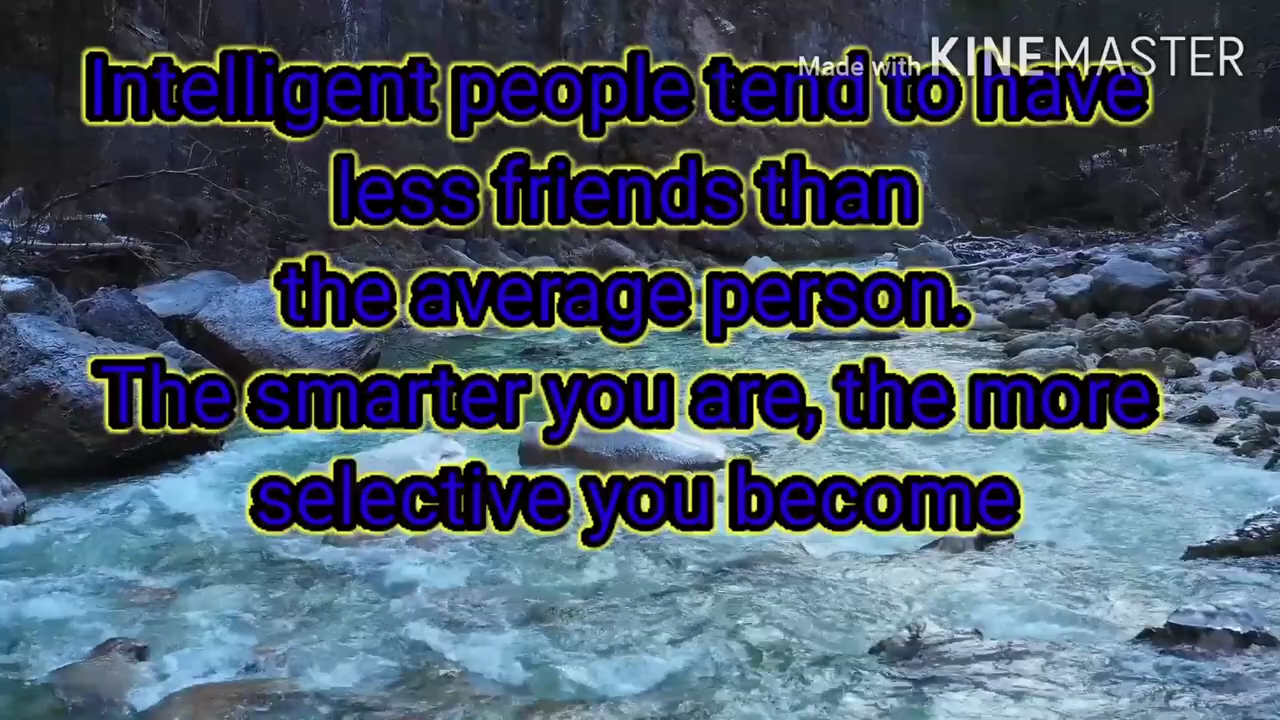 Made with KINEMASTER
Intelligent people tend to have
less friends than
the average person.
The smarter you are, the more
selective you become